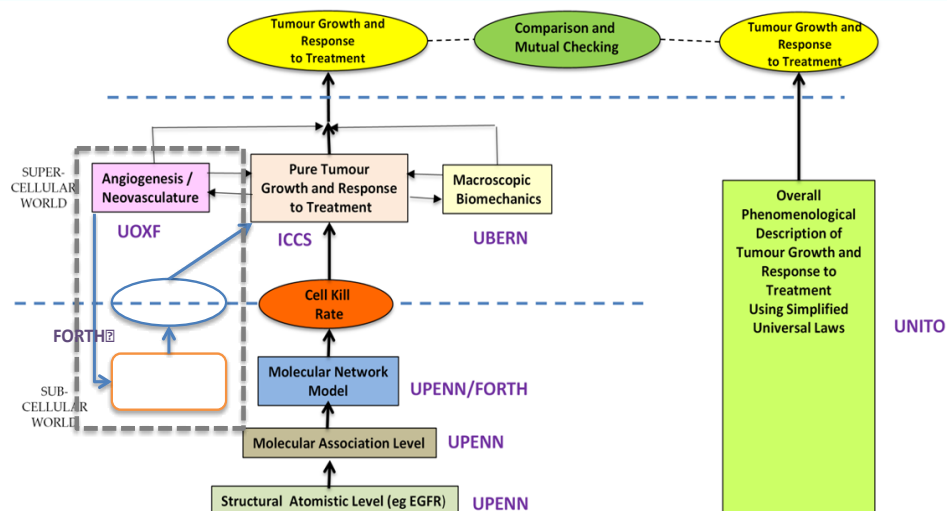 Tumour Growth and
Response
to Treatment
Comparison and
Mutual Checking
Tumour Growth and
Response
to Treatment
SUPER-
CELLULAR
WORLD
Angiogenesis /
Neovasculature
Pure Tumour
Growth and Response
to Treatment
Macroscopic
Biomechanics
UOXF
ICCS
UBERN
Overall
Phenomenological
Description of
Tumour Growth and
Response to
Treatment
Using Simplified
Universal Laws
UNITO
Cell Kill
Rate
FORTH
SUB-
CELLULAR
WORLD
Molecular Network
Model
UPENN/FORTH
Molecular Association Level
UPENN
Structural Atomistic Level (eg EGFR)
UPENN